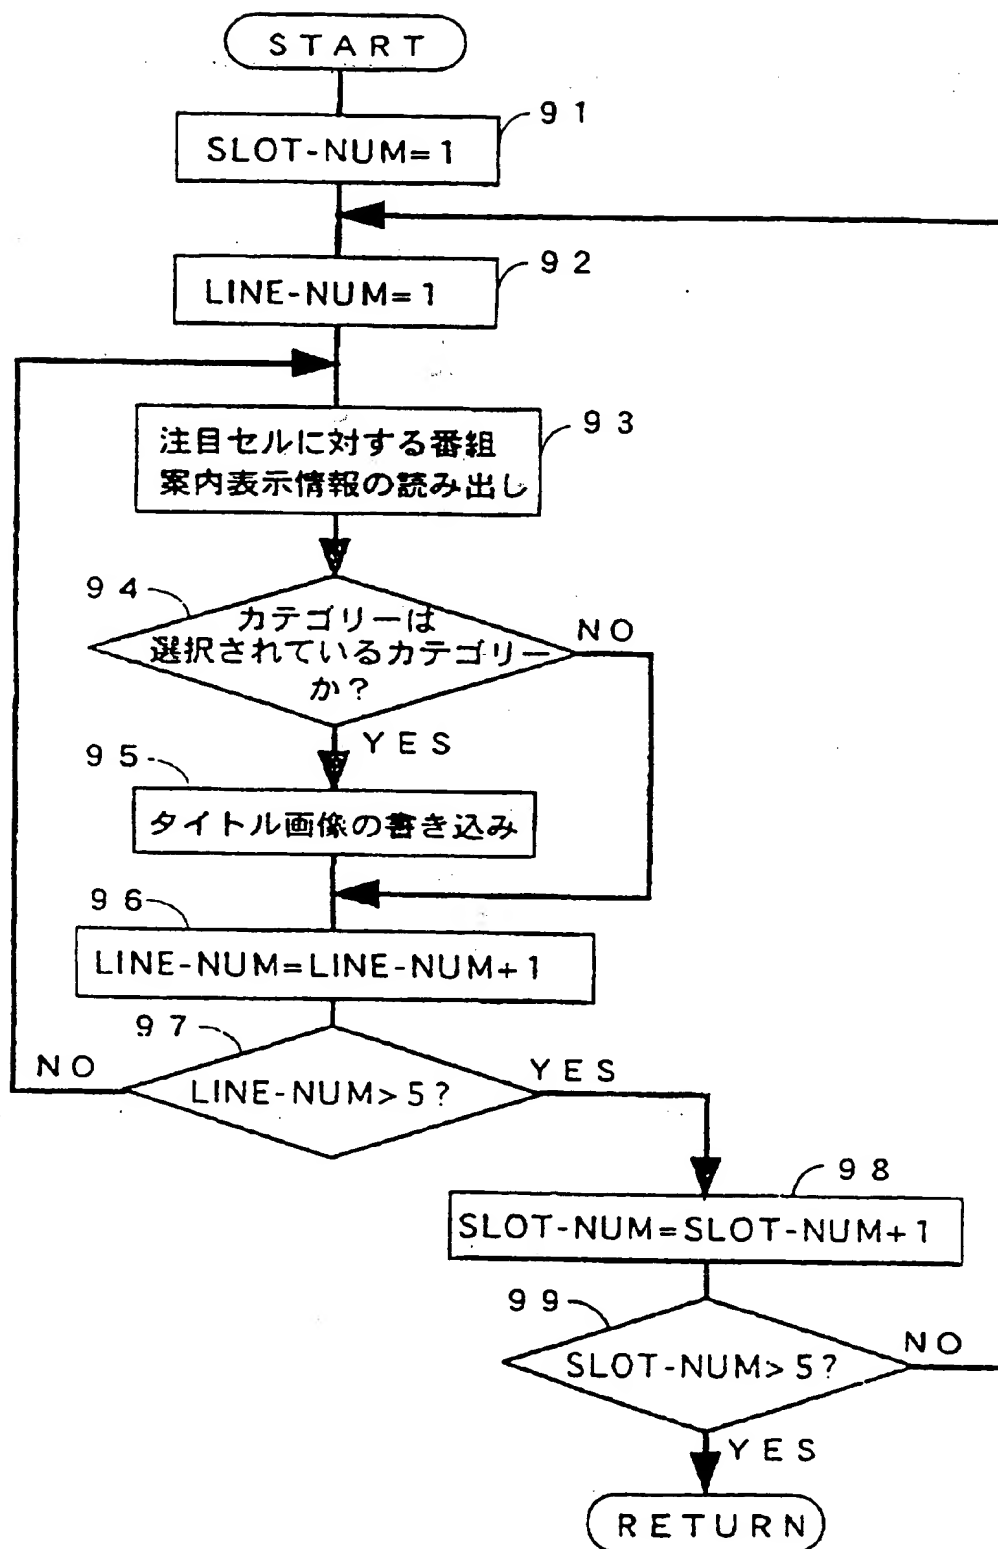 START
91
SLOT-NUM=1
92
LINE-NUM=1
93
注目セルに対する番組
案内表示情報の読み出し
94
カテゴリーは
選択されているカテゴリー
か?
NO
YES
95
タイトル画像の書き込み
96
LINE-NUM=LINE-NUM+1
97
NO
LINE-NUM>5?
YES
98
SLOT-NUM=SLOT-NUM+1
99
SLOT-NUM>5?
NO
YES
RETURN